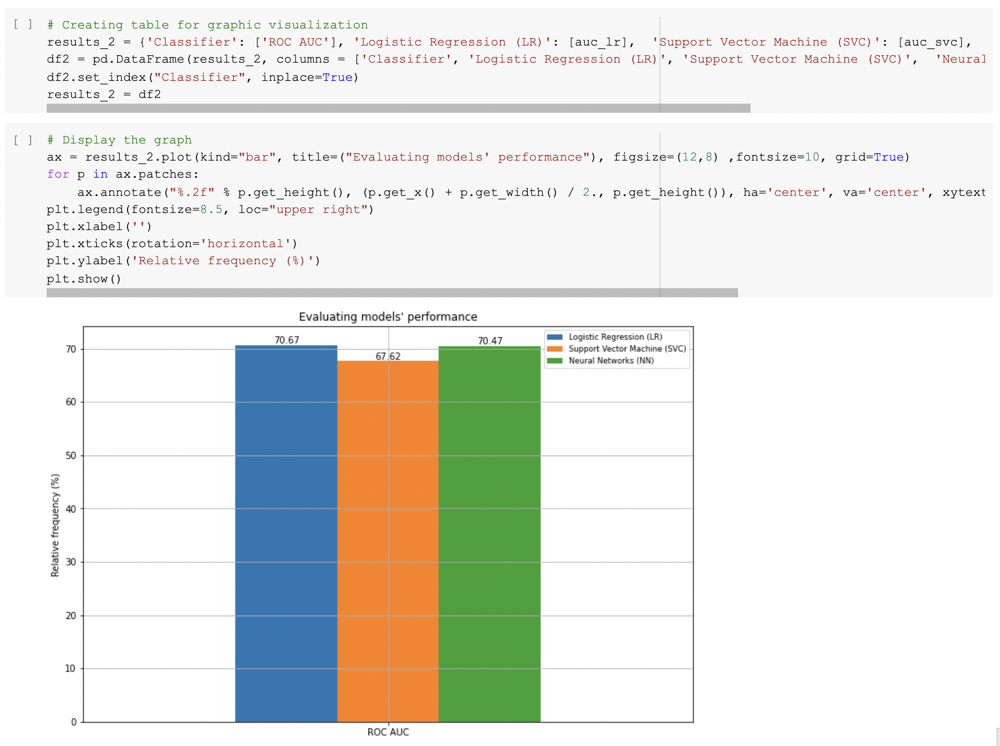 [ ] # Creating table for graphic visualization
results_2 = {'Classifier': ['ROC AUC'], 'Logistic Regression (LR)': [auc_lr],  'Support Vector Machine (SVC)': [auc_svc],
df2 = pd.DataFrame(results_2, columns = ['Classifier', 'Logistic Regression (LR)', 'Support Vector Machine (SVC)',  'Neural
df2.set_index("Classifier", inplace=True)
results_2 = df2
[ ] # Display the graph
ax = results_2.plot(kind="bar", title=("Evaluating models' performance"), figsize=(12,8) ,fontsize=10, grid=True)
for p in ax.patches:
    ax.annotate("%.2f" % p.get_height(), (p.get_x() + p.get_width() / 2., p.get_height()), ha='center', va='center', xytext
plt.legend(fontsize=8.5, loc="upper right")
plt.xlabel('')
plt.xticks(rotation='horizontal')
plt.ylabel('Relative frequency (%)')
plt.show()
Evaluating models' performance
70.67
67.62
70.47
Logistic Regression (LR)
Support Vector Machine (SVC)
Neural Networks (NN)
70
60
50
40
30
20
10
0
Relative frequency (%)
ROC AUC